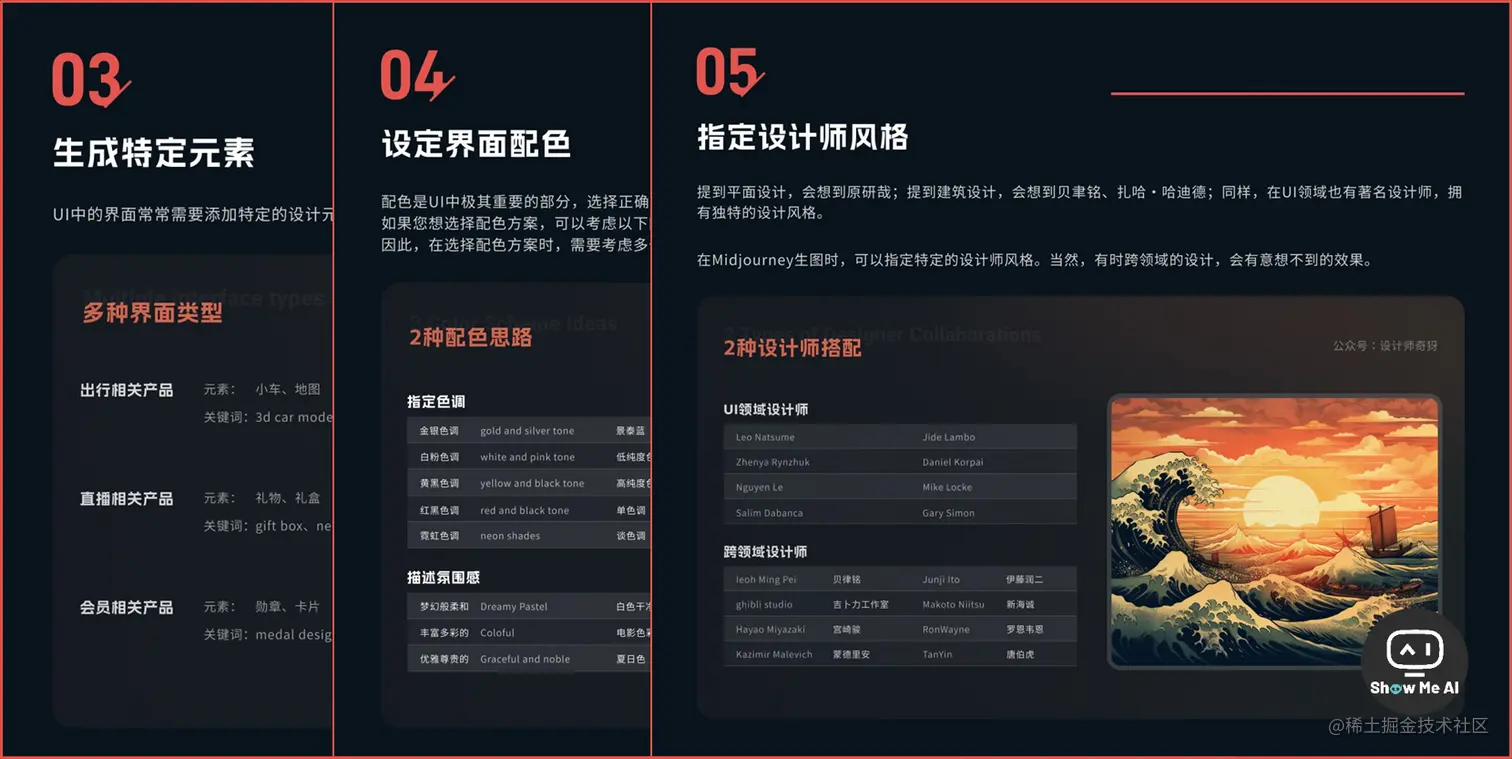 03
生成特定元素
UI中的界面常常需要添加特定的设计元
Multiple interface types
多种界面类型
出行相关产品
元素： 小车、地图
关键词：3d car mode
直播相关产品
元素： 礼物、礼盒
关键词：gift box、ne
会员相关产品
元素： 勋章、卡片
关键词：medal desig
04
设定界面配色
配色是UI中极其重要的部分，选择正确
如果您想选择配色方案，可以考虑以下
因此，在选择配色方案时，需要考虑多
2 Color Scheme Ideas
2种配色思路
指定色调
金银色调 gold and silver tone 景泰蓝
白粉色调 white and pink tone 低纯度
黄黑色调 yellow and black tone 高纯度
红黑色调 red and black tone 单色调
霓虹色调 neon shades 谈色调
描述氛围感
梦幻般柔和 Dreamy Pastel 白色干
丰富多彩的 Coloful 电影色
优雅尊贵的 Graceful and noble 夏日色
05
指定设计师风格
提到平面设计，会想到原研哉；提到建筑设计，会想到贝聿铭、扎哈·哈迪德；同样，在UI领域也有著名设计师，拥
有独特的设计风格。
在Midjourney生图时，可以指定特定的设计师风格。当然，有时跨领域的设计，会有意想不到的效果。
2 Types of Designer Collaborations
2种设计师搭配
公众号：设计师奇犽
UI领域设计师
Leo Natsume Jide Lambo
Zhenya Rynzhuk Daniel Korpai
Nguyen Le Mike Locke
Salim Dabanca Gary Simon
跨领域设计师
Ieoh Ming Pei 贝律铭 Junji Ito 伊藤润二
ghibli studio 吉卜力工作室 Makoto Niitsu 新海诚
Hayao Miyazaki 宫崎骏 RonWayne 罗恩韦恩
Kazimir Malevich 蒙德里安 TanYin 唐伯虎
AI
Show Me AI
@稀土掘金技术社区